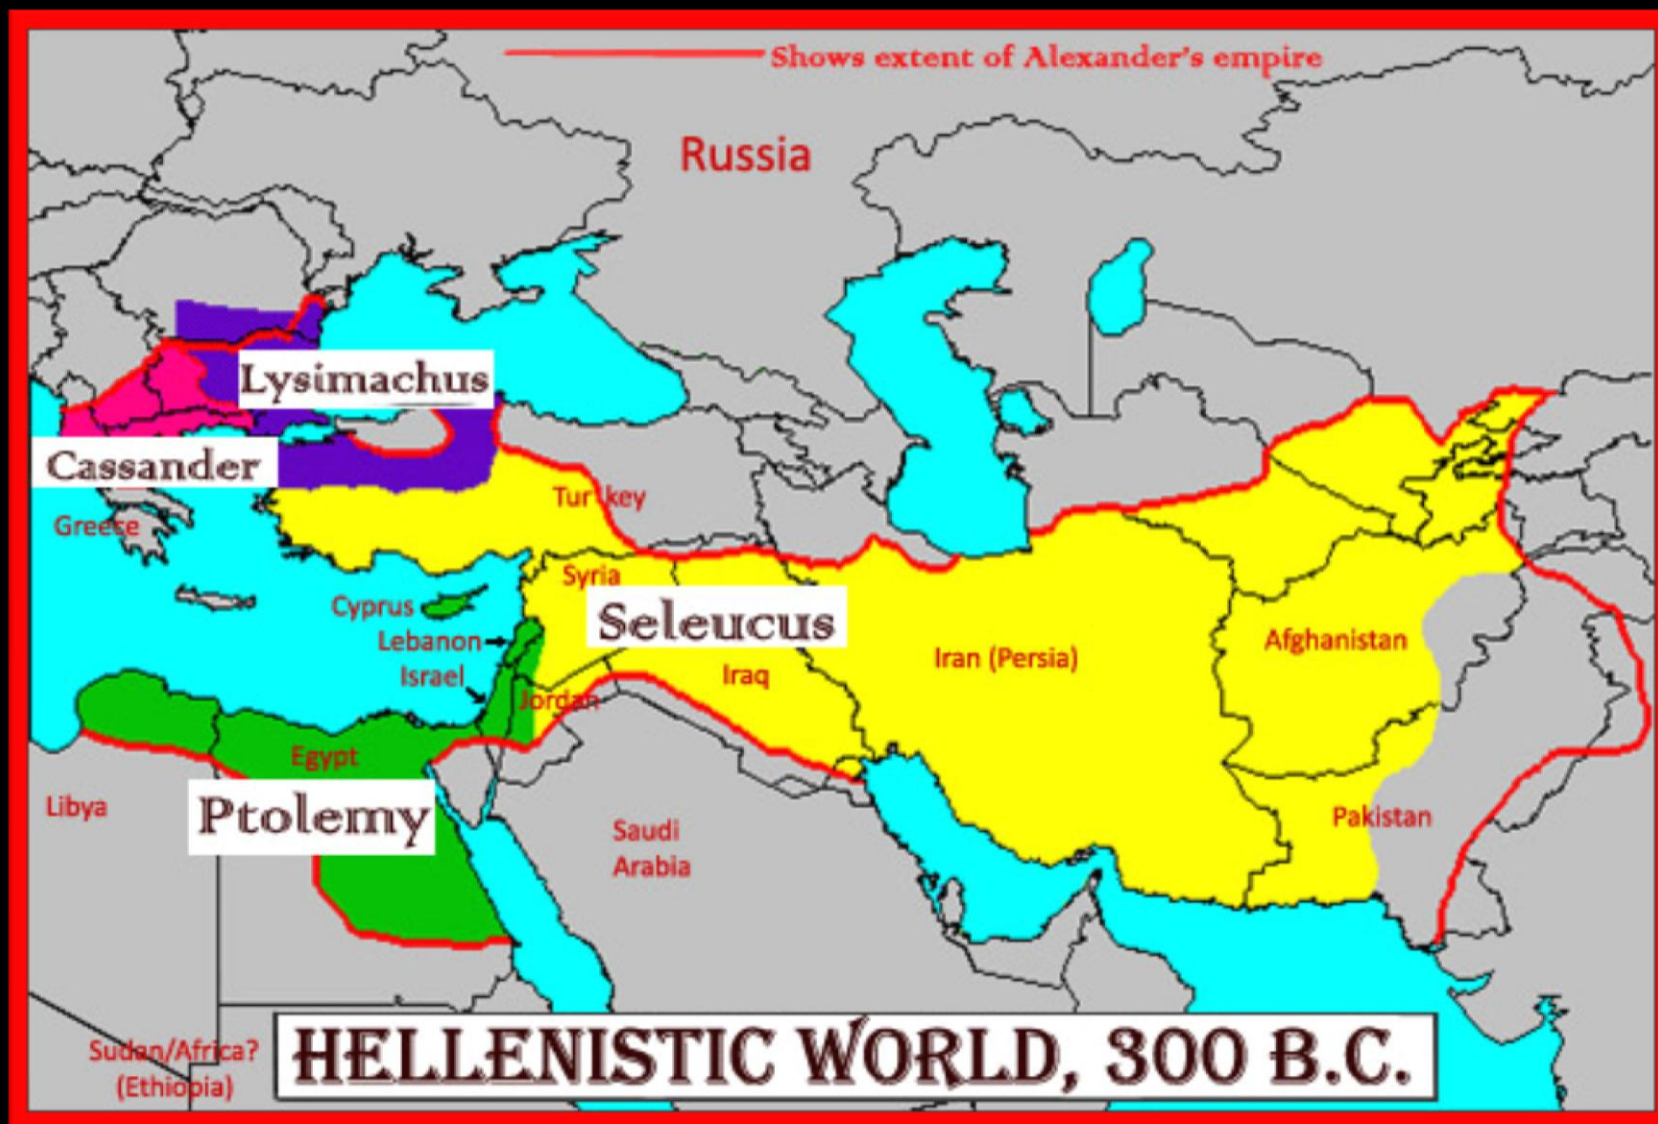 Shows extent of Alexander's empire
Russia
Lysimachus
Cassander
Greece
Turkey
Syria
Cyprus
Seleucus
Lebanon
Israel
Jordan
Iraq
Iran (Persia)
Afghanistan
Egypt
Ptolemy
Libya
Saudi
Arabia
Pakistan
Sudan/Africa?
(Ethiopia)
HELLENISTIC WORLD, 300 B.C.